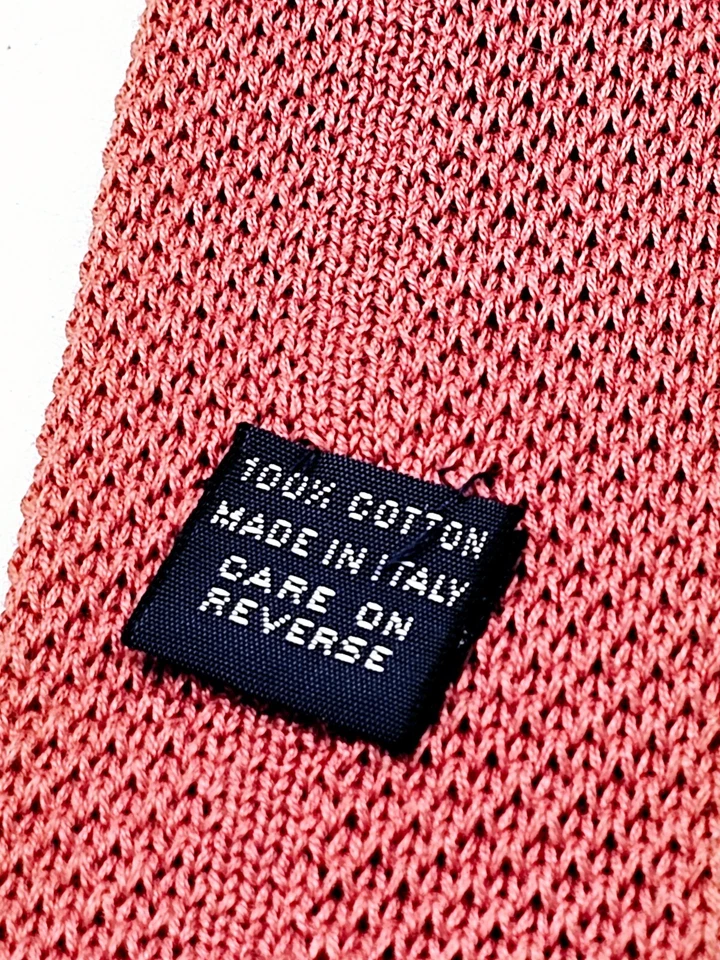 100% COTTON
MADE IN ITALY
CARE ON
REVERSE